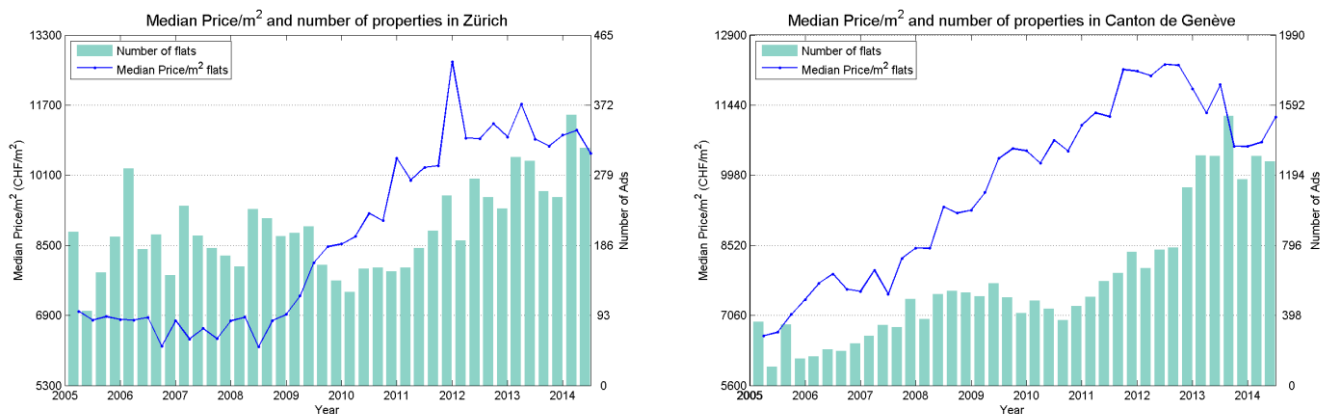 Median Price/m² and number of properties in Zürich
Number of flats
Median Price/m² flats
13300
11700
10100
8500
6900
5300
Median Price/m² (CHF/m²)
465
372
279
186
93
0
Number of Ads
2005 2006 2007 2008 2009 2010 2011 2012 2013 2014
Year
Median Price/m² and number of properties in Canton de Genève
Number of flats
Median Price/m² flats
12900
11440
9980
8520
7060
5600
Median Price/m² (CHF/m²)
1990
1592
1194
796
398
0
Number of Ads
2005 2006 2007 2008 2009 2010 2011 2012 2013 2014
Year